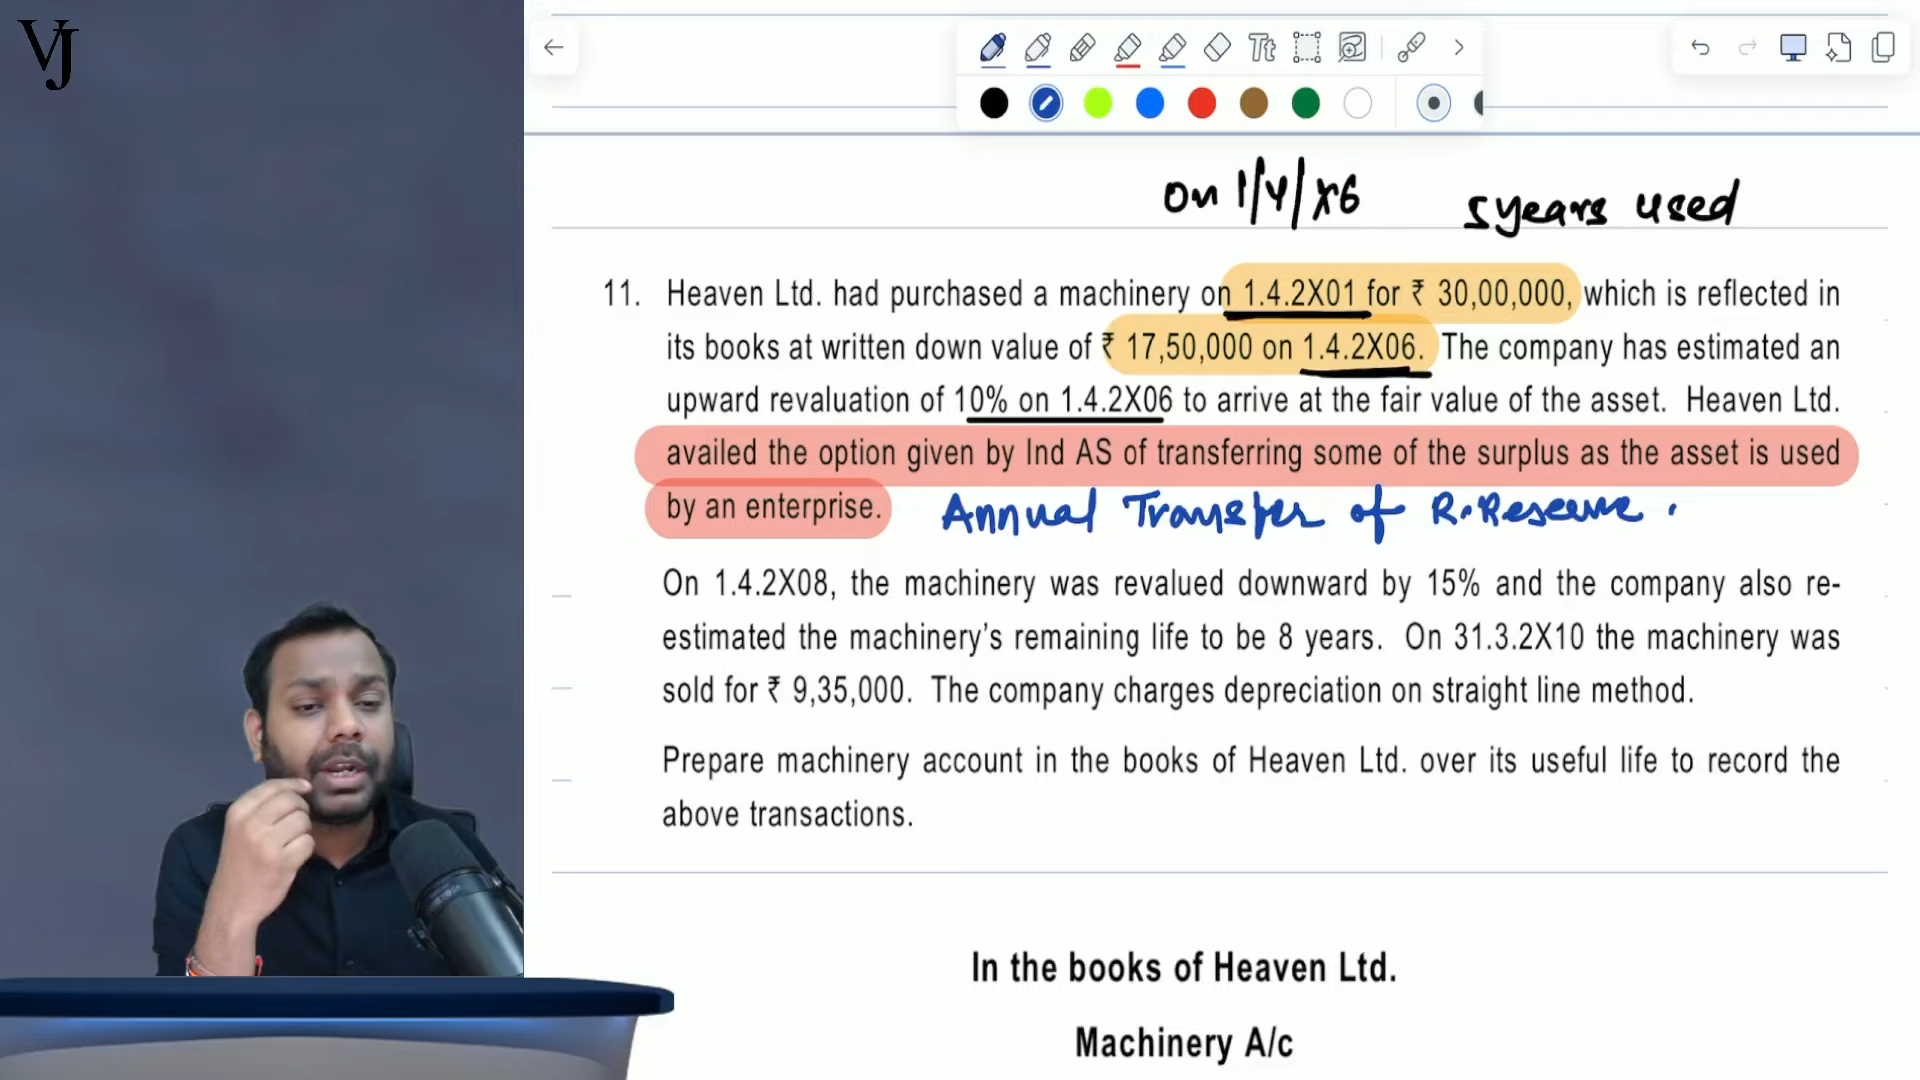 VJ
Tt
On 1/4/X6 5years used
11. Heaven Ltd. had purchased a machinery on 1.4.2X01 for ₹ 30,00,000, which is reflected in
its books at written down value of ₹ 17,50,000 on 1.4.2X06. The company has estimated an
upward revaluation of 10% on 1.4.2X06 to arrive at the fair value of the asset. Heaven Ltd.
availed the option given by Ind AS of transferring some of the surplus as the asset is used
by an enterprise. Annual Transfer of R.Reserve.
On 1.4.2X08, the machinery was revalued downward by 15% and the company also re-
estimated the machinery’s remaining life to be 8 years. On 31.3.2X10 the machinery was
sold for ₹ 9,35,000. The company charges depreciation on straight line method.
Prepare machinery account in the books of Heaven Ltd. over its useful life to record the
above transactions.
In the books of Heaven Ltd.
Machinery A/c